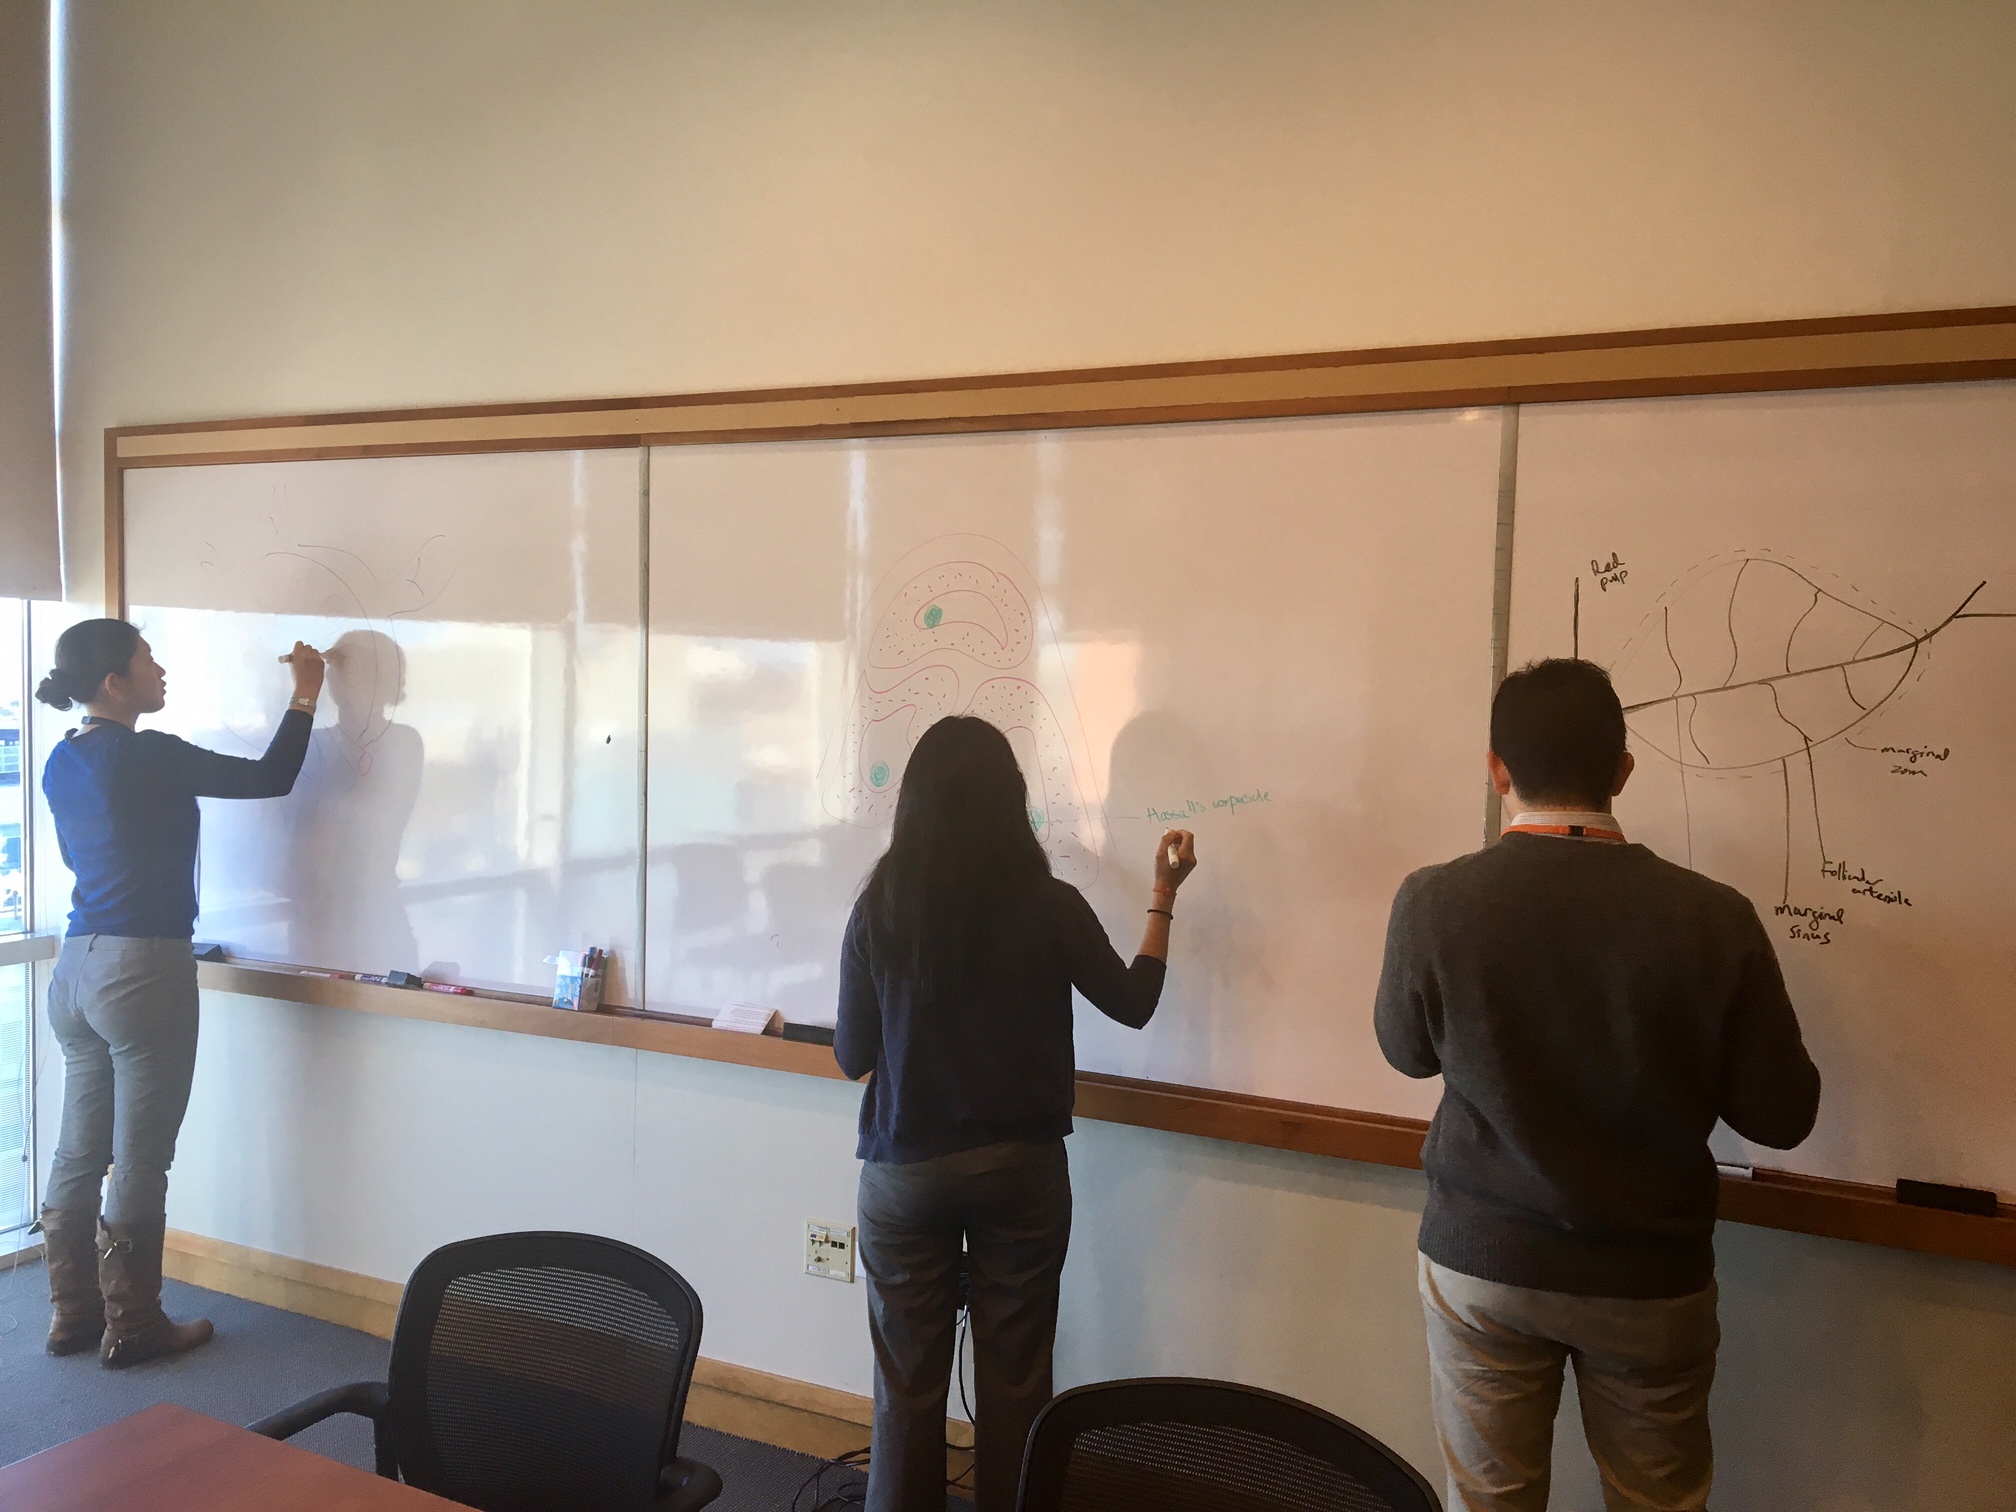 Hassall's corpuscle
Red
pulp
marginal
zone
Follicular
arteriole
marginal
sinus